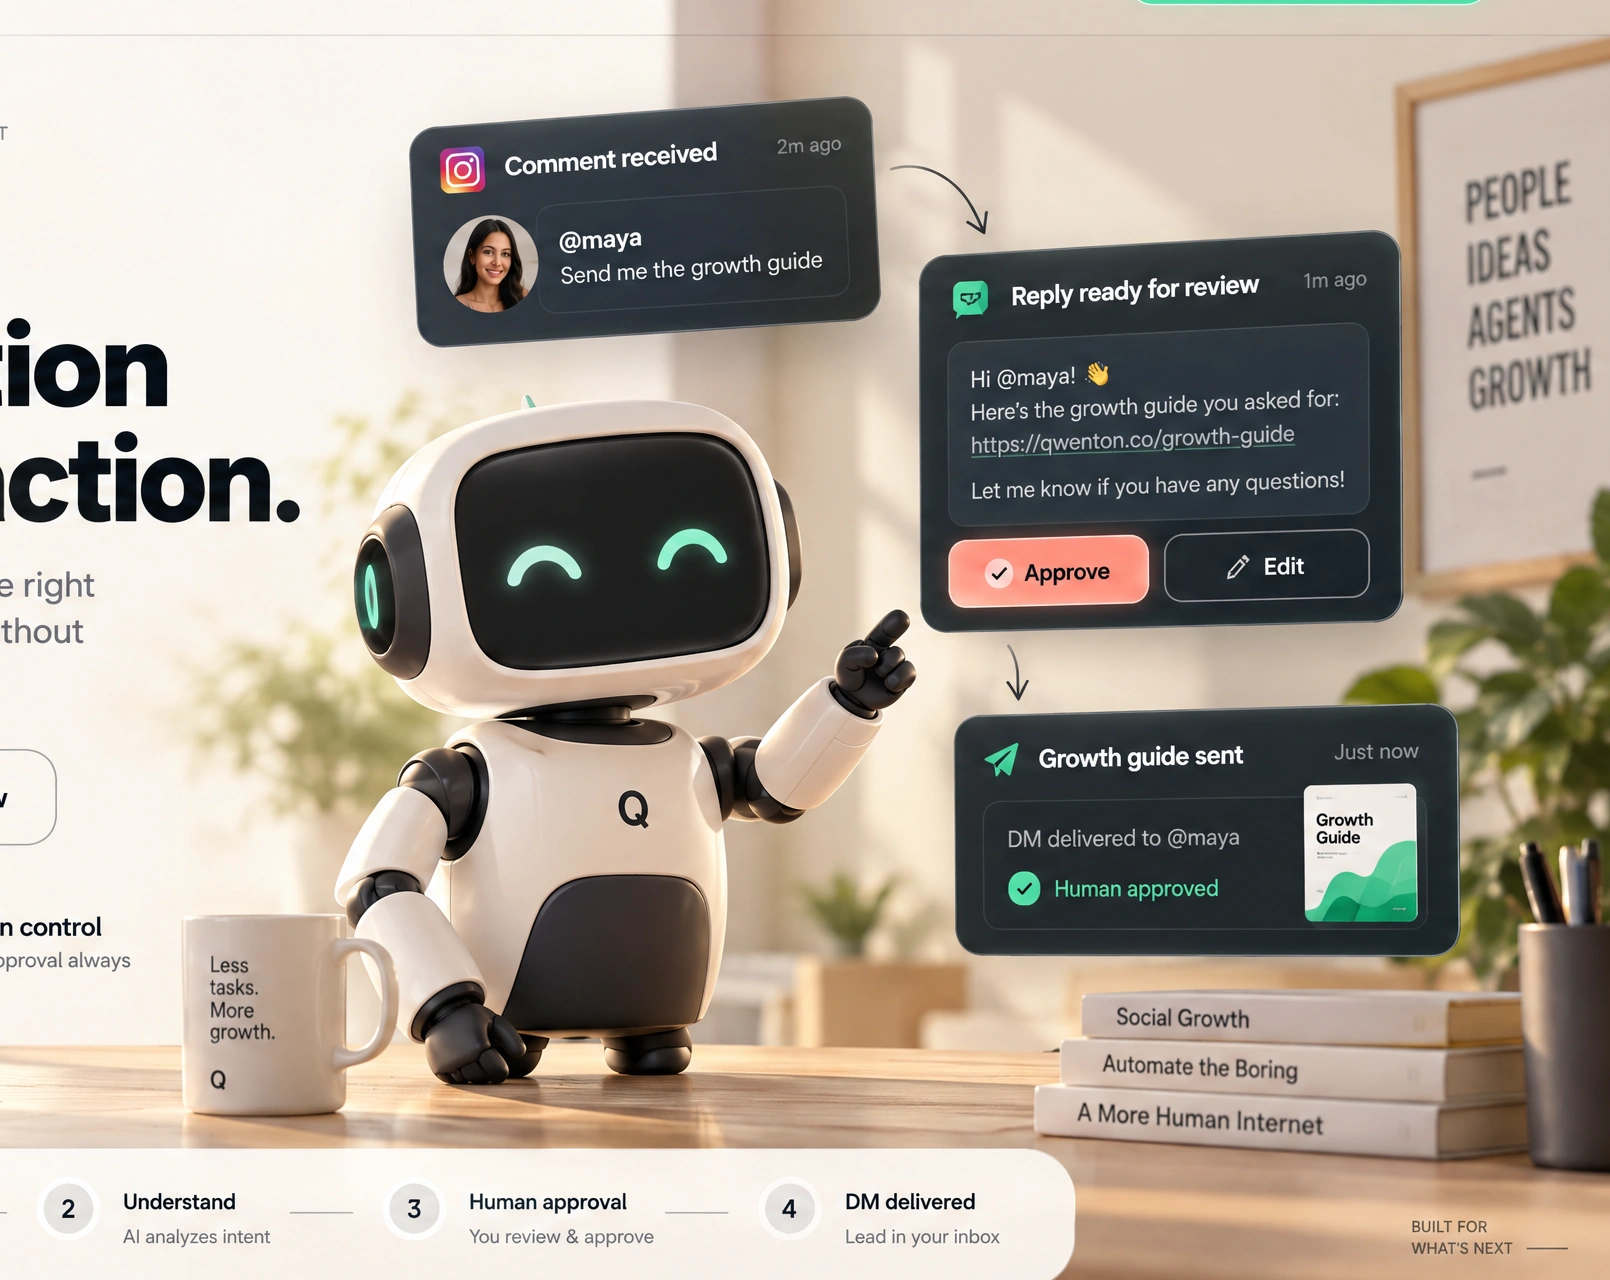 T
tion
action.
e right
thout
n control
pproval always
Comment received
2m ago
@maya
Send me the growth guide
Reply ready for review
1m ago
Hi @maya! 👋
Here's the growth guide you asked for:
https://qwenton.co/growth-guide
Let me know if you have any questions!
Approve
Edit
Growth guide sent
Just now
DM delivered to @maya
Human approved
Growth
Guide
PEOPLE
IDEAS
AGENTS
GROWTH
Q
Less
tasks.
More
growth.
Q
Social Growth
Automate the Boring
A More Human Internet
2
Understand
AI analyzes intent
3
Human approval
You review & approve
4
DM delivered
Lead in your inbox
BUILT FOR
WHAT'S NEXT